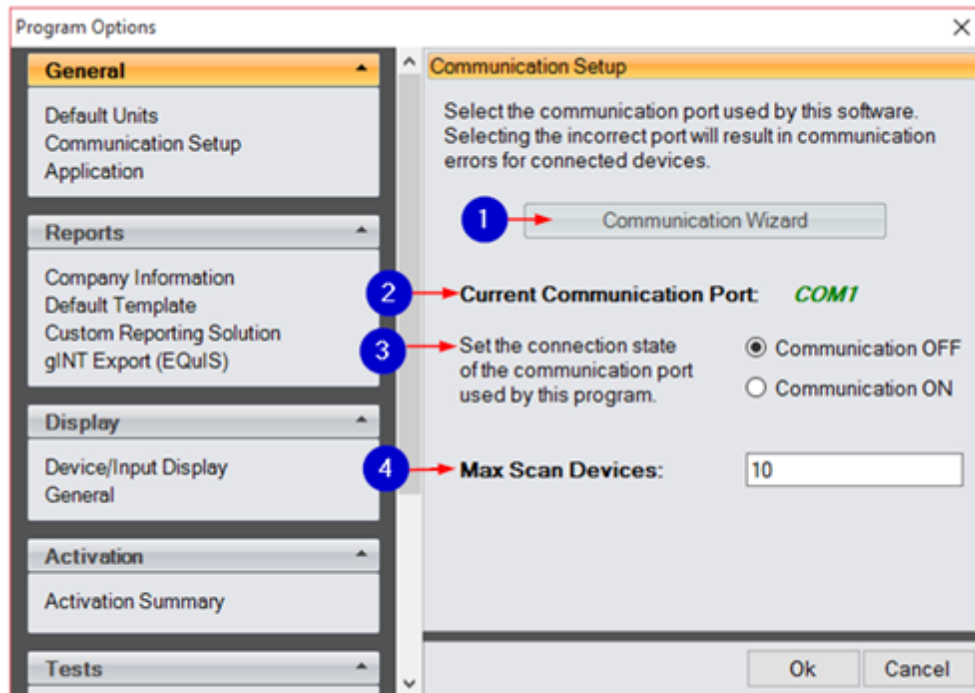 Program Options
General
Default Units
Communication Setup
Application
Reports
Company Information
Default Template
Custom Reporting Solution
gINT Export (EQuIS)
Display
Device/Input Display
General
Activation
Activation Summary
Tests
Communication Setup
Select the communication port used by this software.
Selecting the incorrect port will result in communication
errors for connected devices.
1
Communication Wizard
2
Current Communication Port: COM1
3
Set the connection state
of the communication port
used by this program.
Communication OFF
Communication ON
4
Max Scan Devices: 10
Ok Cancel